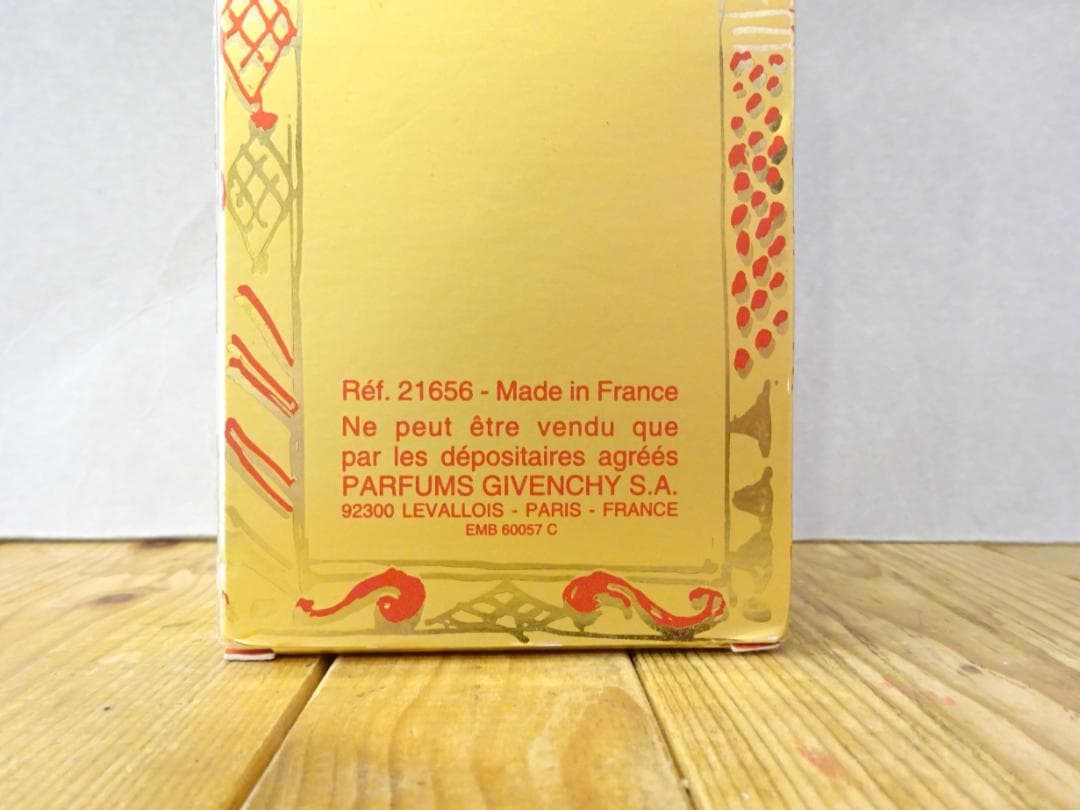 Réf. 21656 - Made in France
Ne peut être vendu que
par les dépositaires agréés
PARFUMS GIVENCHY S.A.
92300 LEVALLOIS - PARIS - FRANCE
EMB 60057 C